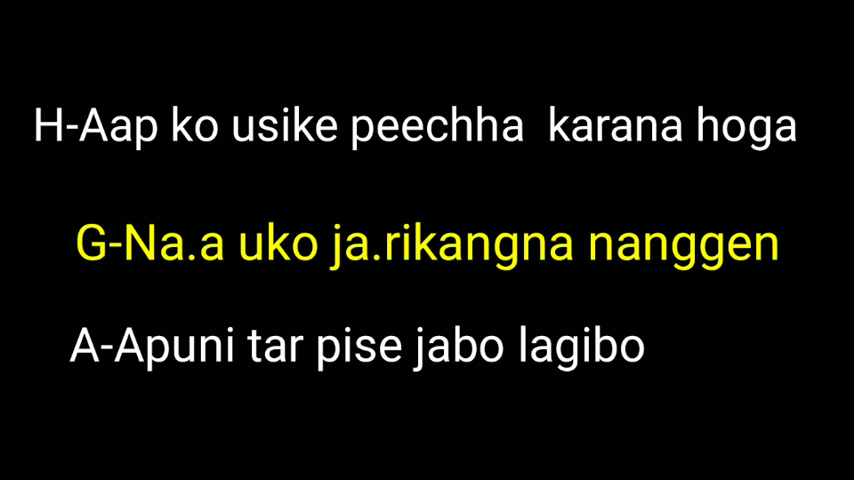 H-Aap ko usike peechha karana hoga
G-Na.a uko ja.rikangna nanggen
A-Apuni tar pise jabo lagibo